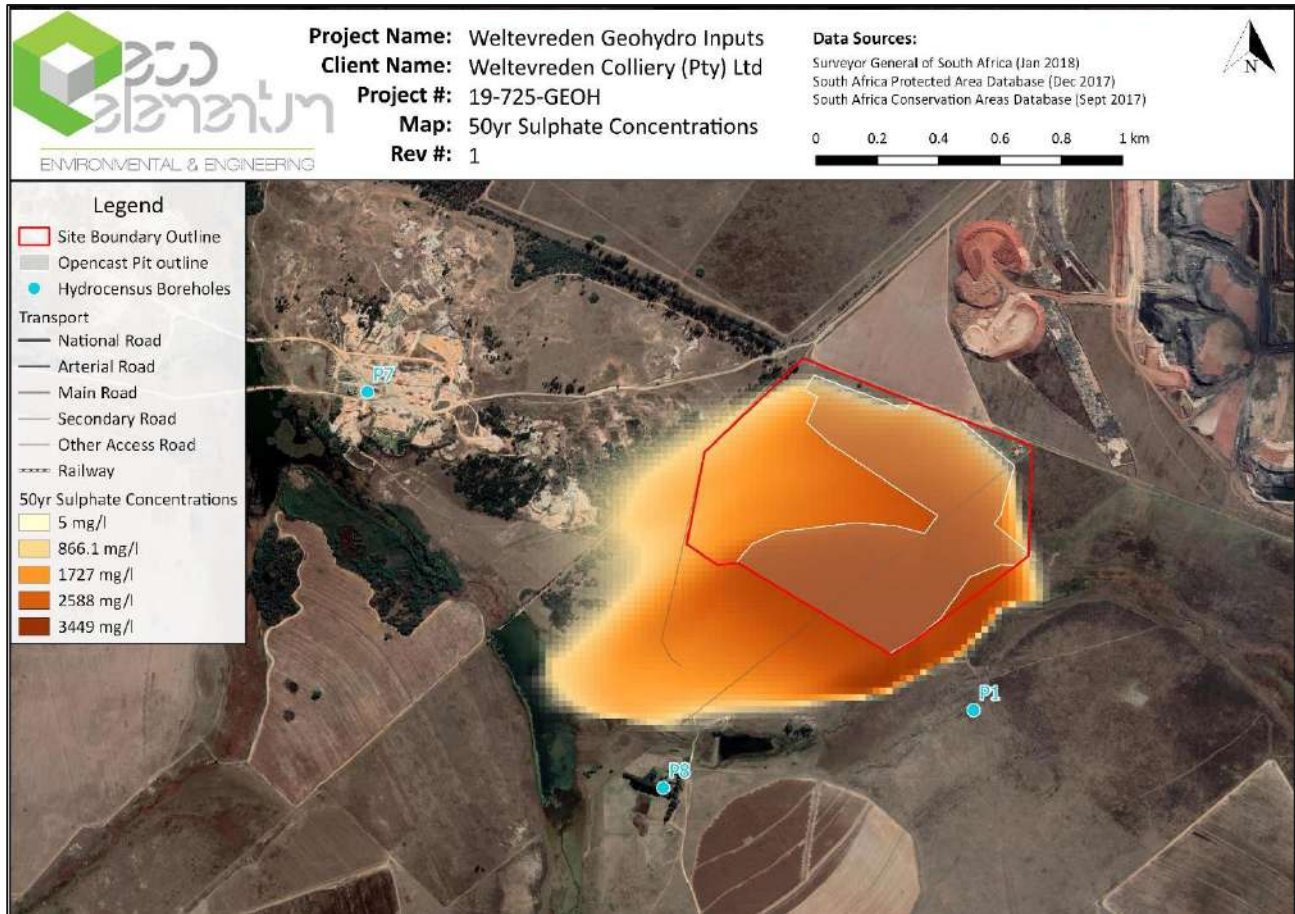 eco
elementum
ENVIRONMENTAL & ENGINEERING
Project Name: Weltevreden Geohydro Inputs
Client Name: Weltevreden Colliery (Pty) Ltd
Project #: 19-725-GEOH
Map: 50yr Sulphate Concentrations
Rev #: 1
Data Sources:
Surveyor General of South Africa (Jan 2018)
South Africa Protected Area Database (Dec 2017)
South Africa Conservation Areas Database (Sept 2017)
0 0.2 0.4 0.6 0.8 1 km
N
Legend
Site Boundary Outline
Opencast Pit outline
Hydrocensus Boreholes
Transport
National Road
Arterial Road
Main Road
Secondary Road
Other Access Road
Railway
50yr Sulphate Concentrations
5 mg/l
866.1 mg/l
1727 mg/l
2588 mg/l
3449 mg/l
P7
P1
P8